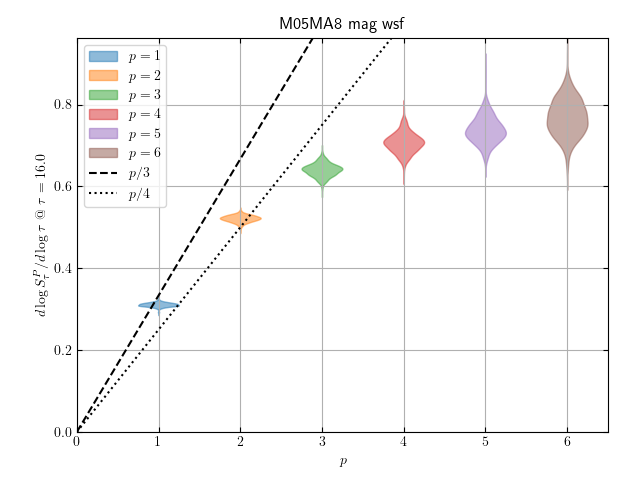 M05MA8 mag wsf
p = 1
p = 2
p = 3
p = 4
p = 5
p = 6
p/3
p/4
d log S_τ^P / d log τ @ τ = 16.0
0.8
0.6
0.4
0.2
0.0
0 1 2 3 4 5 6
p